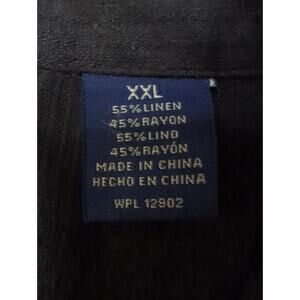 XXL
55% LINEN
45% RAYON
55% LINO
45% RAYÓN
MADE IN CHINA
HECHO EN CHINA
WPL 12902